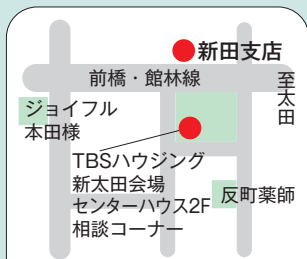 新田支店
前橋・館林線
至太田
ジョイフル
本田様
TBSハウジング
新太田会場
センターハウス2F
相談コーナー
反町薬師